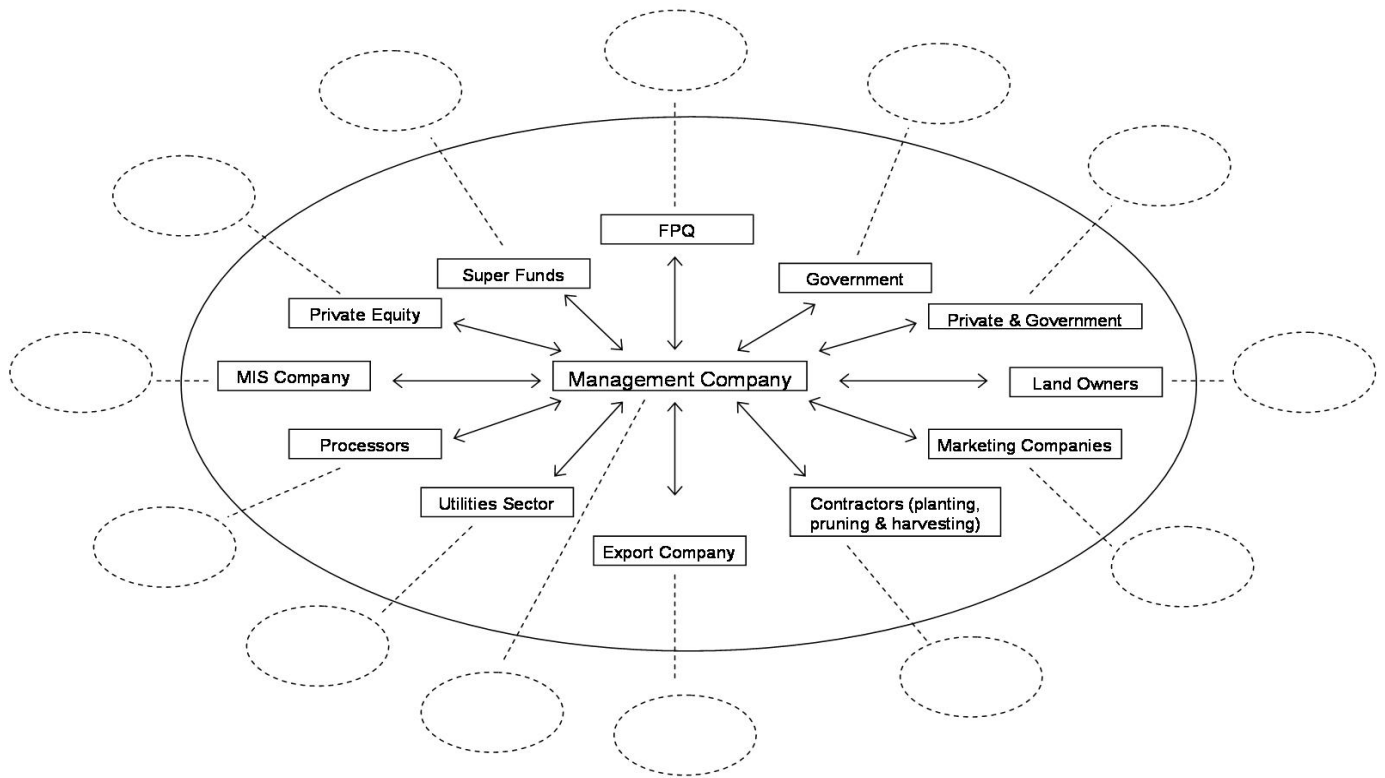 FPQ
Super Funds
Government
Private Equity
Private & Government
MIS Company
Management Company
Land Owners
Processors
Marketing Companies
Utilities Sector
Contractors (planting,
pruning & harvesting)
Export Company